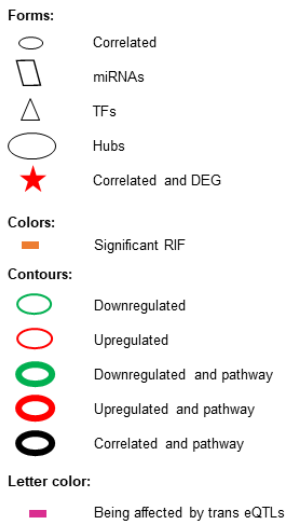 Forms:
Correlated
miRNAs
TFs
Hubs
Correlated and DEG
Colors:
Significant RIF
Contours:
Downregulated
Upregulated
Downregulated and pathway
Upregulated and pathway
Correlated and pathway
Letter color:
Being affected by trans eQTLs